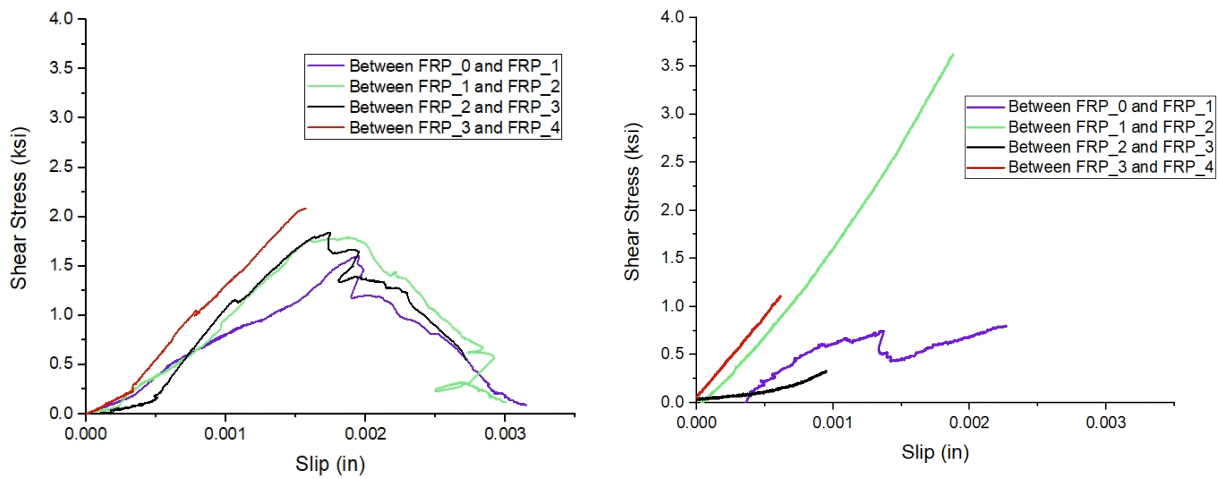 4.0
3.5
3.0
2.5
2.0
1.5
1.0
0.5
0.0
Shear Stress (ksi)
Between FRP_0 and FRP_1
Between FRP_1 and FRP_2
Between FRP_2 and FRP_3
Between FRP_3 and FRP_4
0.000 0.001 0.002 0.003
Slip (in)
4.0
3.5
3.0
2.5
2.0
1.5
1.0
0.5
0.0
Shear Stress (ksi)
Between FRP_0 and FRP_1
Between FRP_1 and FRP_2
Between FRP_2 and FRP_3
Between FRP_3 and FRP_4
0.000 0.001 0.002 0.003
Slip (in)